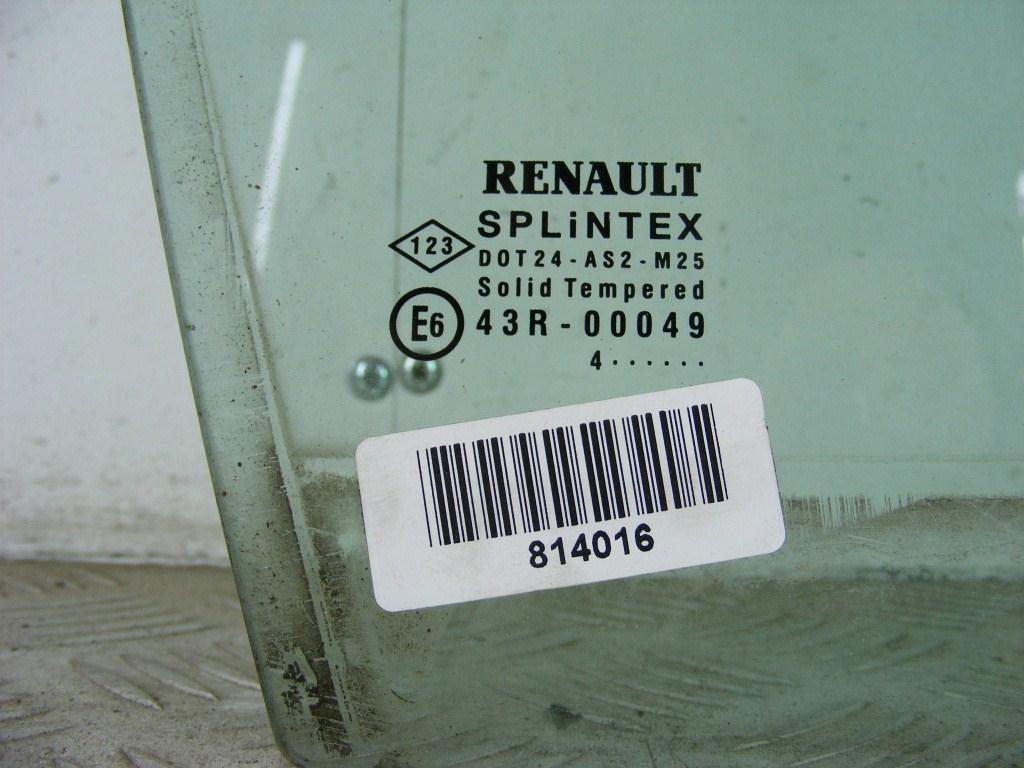 RENAULT
SPLiNTEX
123
DOT24-AS2-M25
Solid Tempered
E6 43R-00049
4······
814016